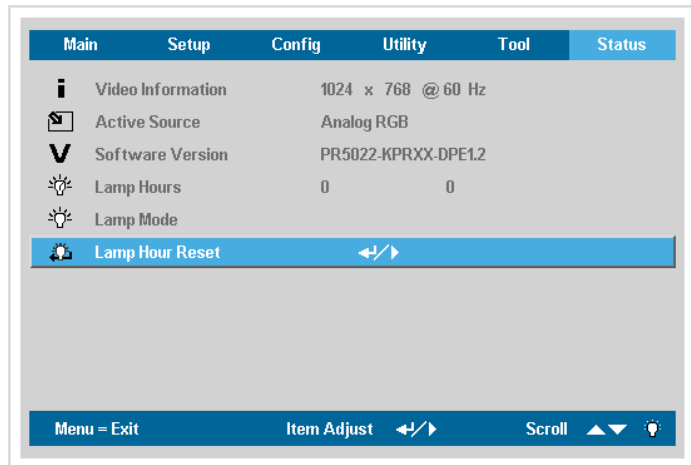 Main Setup Config Utility Tool Status
i Video Information 1024 x 768 @ 60 Hz
Active Source Analog RGB
V Software Version PR5022-KPRXX-DPE1.2
Lamp Hours 0 0
Lamp Mode
Lamp Hour Reset
Menu = Exit Item Adjust Scroll